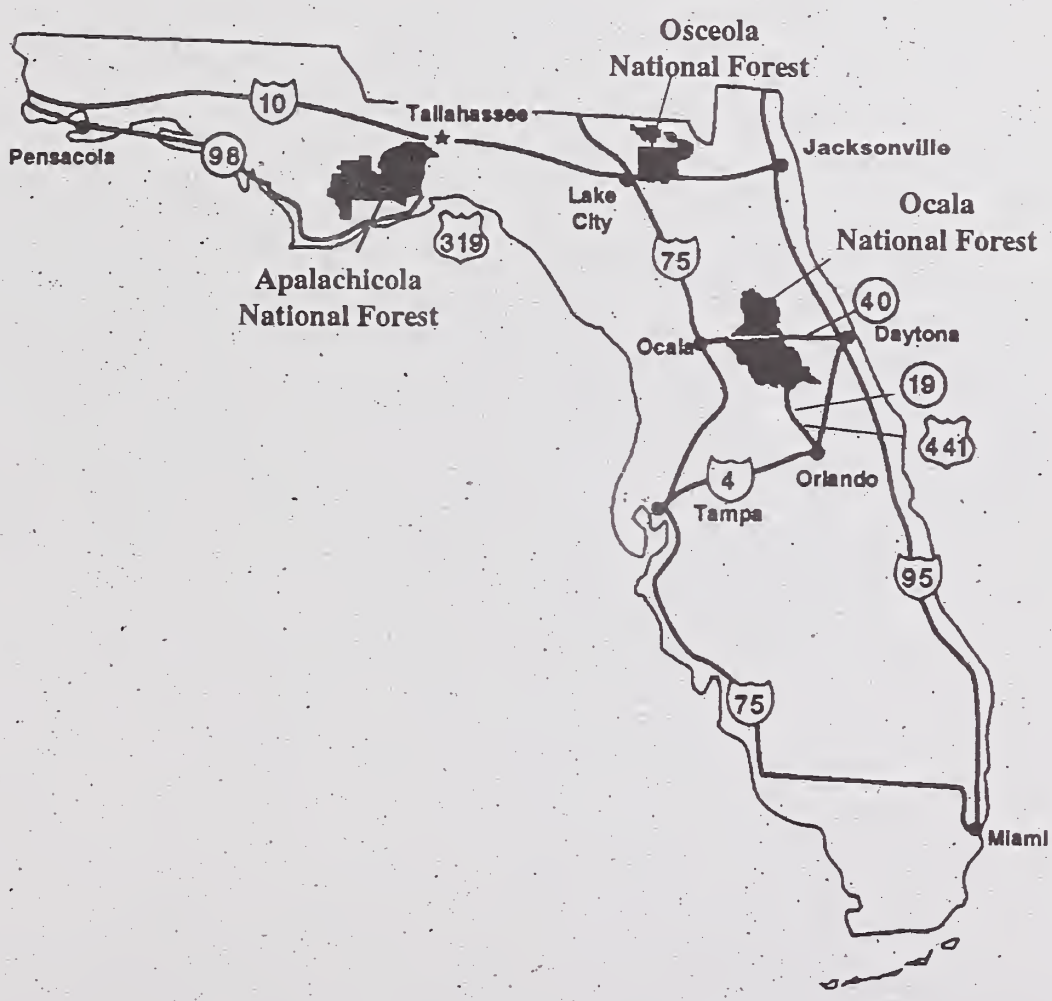 Osceola
National Forest
10
Tallahassee
Pensacola
98
Jacksonville
Lake
City
Ocala
National Forest
319
75
Apalachicola
National Forest
40
Ocala
Daytona
19
441
4
Orlando
Tampa
95
75
Miami